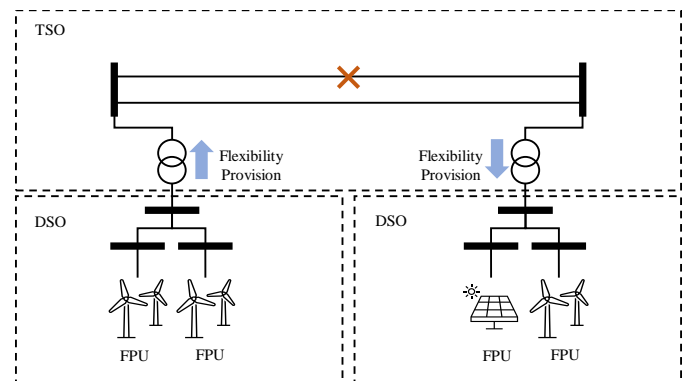 TSO
Flexibility
Provision
Flexibility
Provision
DSO
DSO
FPU
FPU
FPU
FPU